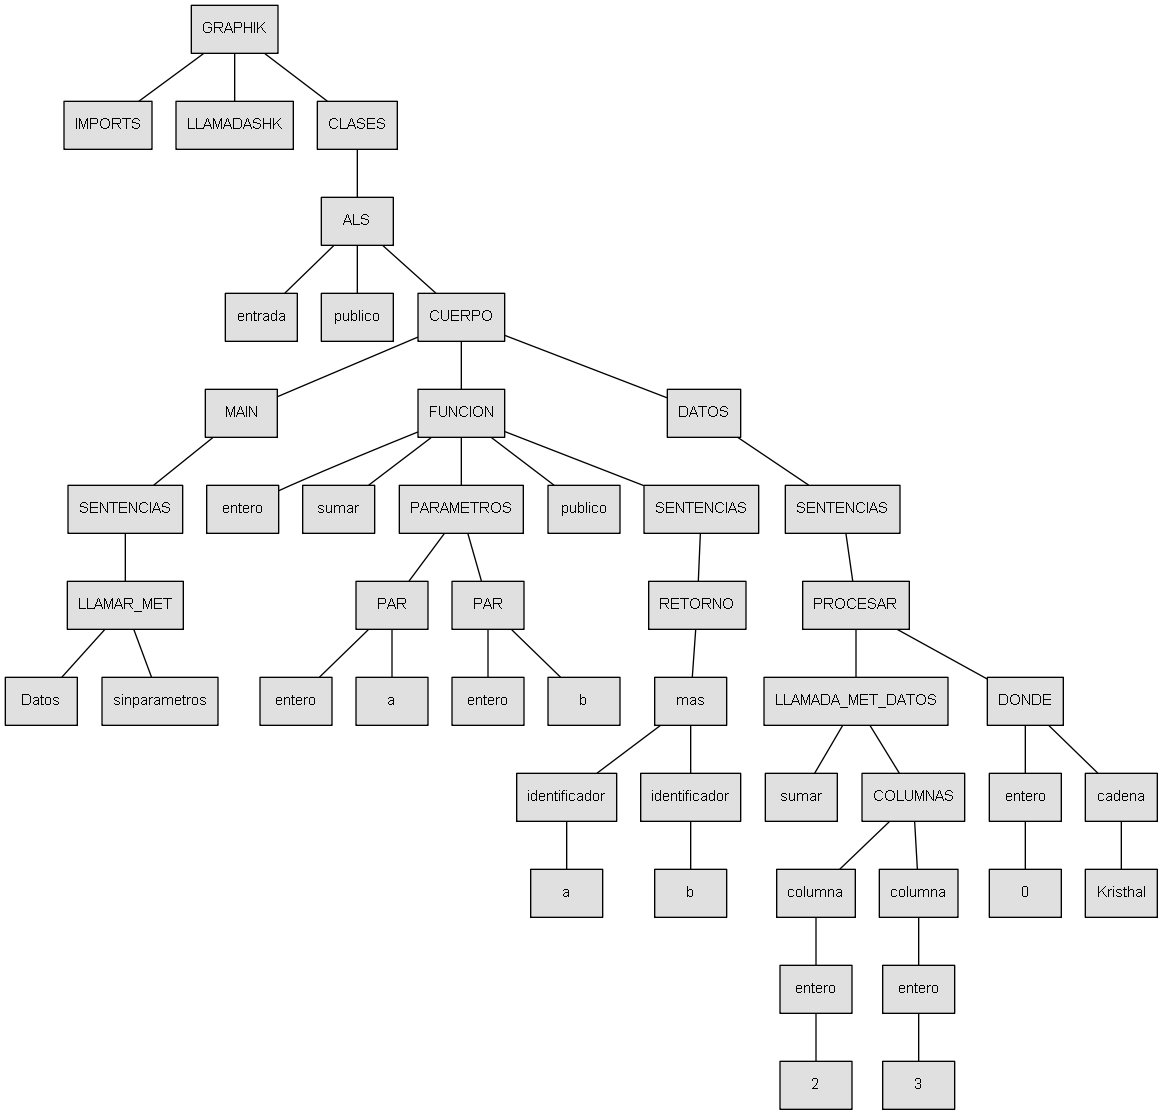 GRAPHIK
IMPORTS LLAMADASHK CLASES
ALS
entrada publico CUERPO
MAIN FUNCION DATOS
SENTENCIAS entero sumar PARAMETROS publico SENTENCIAS SENTENCIAS
LLAMAR_MET PAR PAR RETORNO PROCESAR
Datos sinparametros entero a entero b mas LLAMADA_MET_DATOS DONDE
identificador identificador sumar COLUMNAS entero cadena
a b columna columna 0 Kristhal
entero entero
2 3